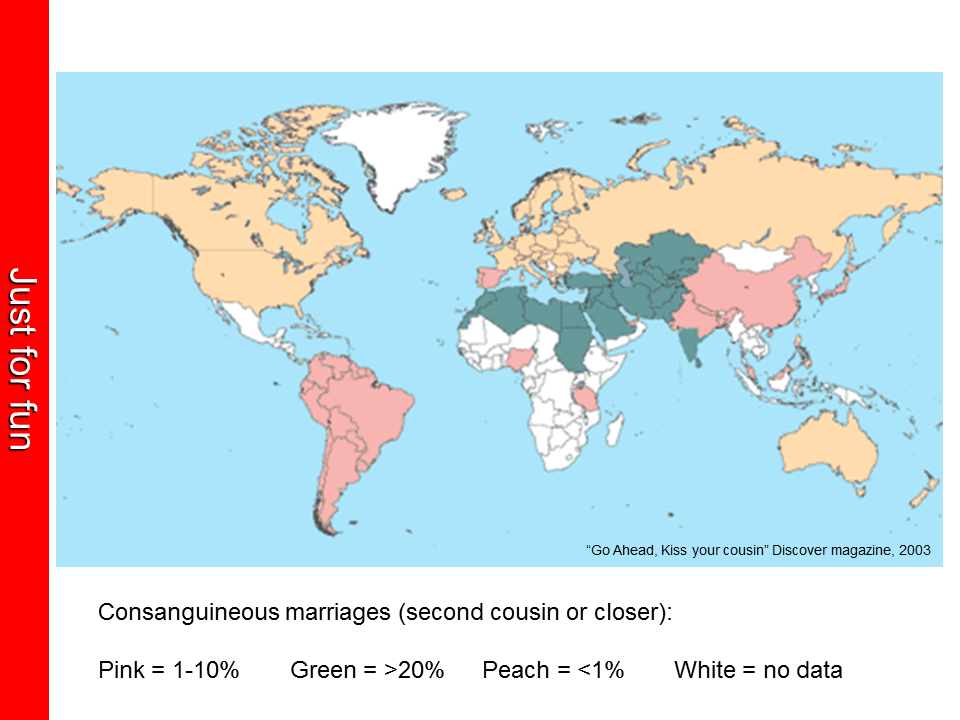 Just for fun
“Go Ahead, Kiss your cousin” Discover magazine, 2003
Consanguineous marriages (second cousin or closer):
Pink = 1-10% Green = >20% Peach = <1% White = no data